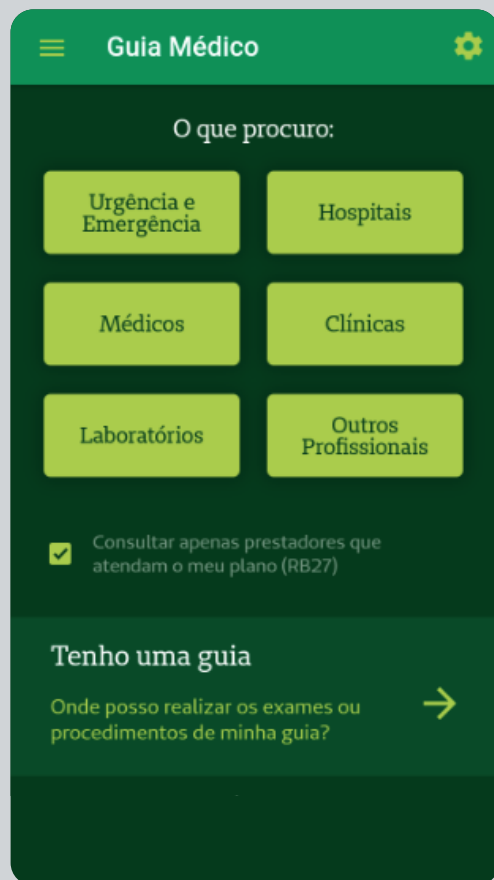 Guia Médico
O que procuro:
Urgência e
Emergência
Hospitais
Médicos
Clínicas
Laboratórios
Outros
Profissionais
Consultar apenas prestadores que
atendam o meu plano (RB27)
Tenho uma guia
Onde posso realizar os exames ou
procedimentos de minha guia?